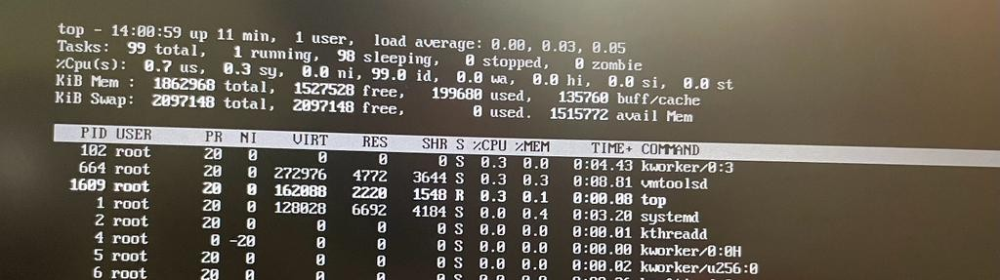 top - 14:00:59 up 11 min,  1 user,  load average: 0.00, 0.03, 0.05
Tasks:  99 total,   1 running,  98 sleeping,   0 stopped,   0 zombie
%Cpu(s):  0.7 us,  0.3 sy,  0.0 ni, 99.0 id,  0.0 wa,  0.0 hi,  0.0 si,  0.0 st
KiB Mem :  1862968 total,  1527528 free,   199680 used,   135760 buff/cache
KiB Swap:  2097148 total,  2097148 free,        0 used.  1515772 avail Mem
PID USER PR NI VIRT RES SHR S %CPU %MEM TIME+ COMMAND
102 root 20 0 0 0 0 S 0.3 0.0 0:04.43 kworker/0:3
664 root 20 0 272976 4772 3644 S 0.3 0.3 0:08.81 vmtoolsd
1609 root 20 0 162088 2220 1548 R 0.3 0.1 0:00.08 top
1 root 20 0 128028 6692 4184 S 0.0 0.4 0:03.20 systemd
2 root 20 0 0 0 0 S 0.0 0.0 0:00.01 kthreadd
4 root 0 -20 0 0 0 S 0.0 0.0 0:00.00 kworker/0:0H
5 root 20 0 0 0 0 S 0.0 0.0 0:00.02 kworker/u256:0
6 root 20 0 0 0 0 S 0.0 0.0